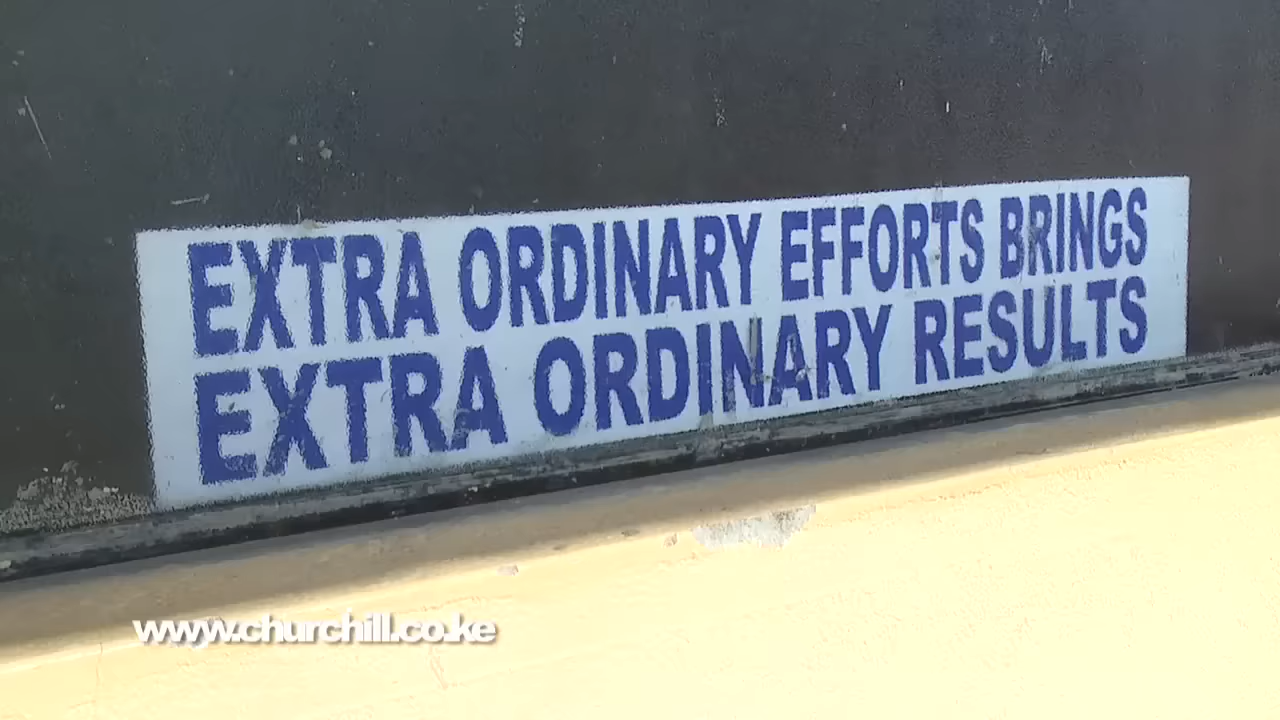 EXTRA ORDINARY EFFORTS BRINGS
EXTRA ORDINARY RESULTS
www.churchill.co.ke